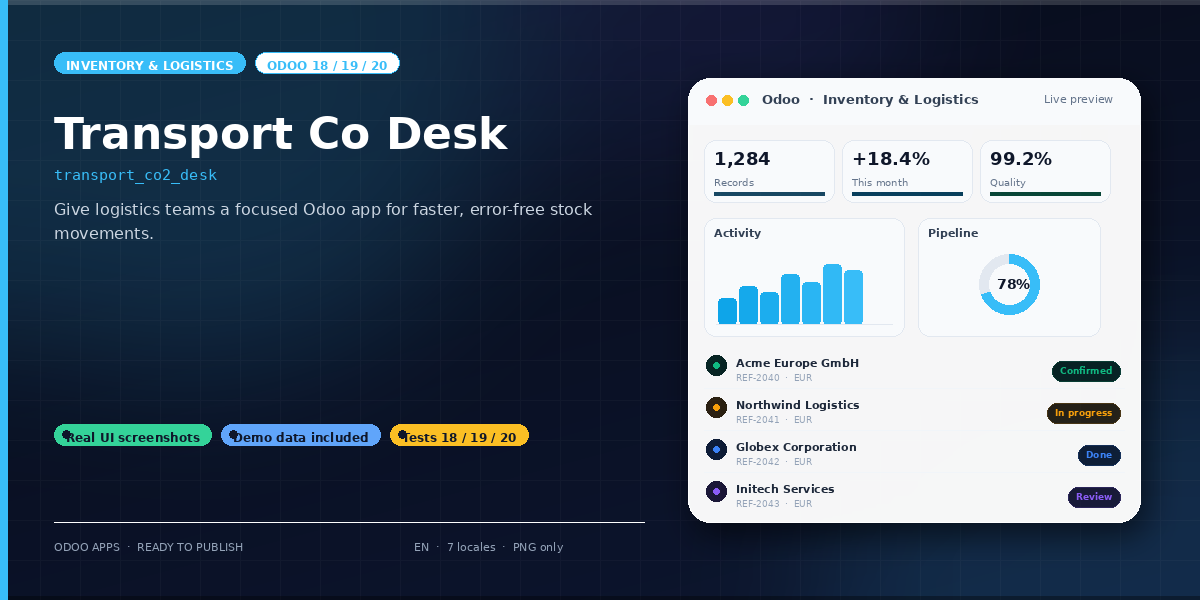 INVENTORY & LOGISTICS
ODOO 18 / 19 / 20
Transport Co Desk
transport_co2_desk
Give logistics teams a focused Odoo app for faster, error-free stock
movements.
Real UI screenshots
Demo data included
Tests 18 / 19 / 20
ODOO APPS · READY TO PUBLISH
EN · 7 locales · PNG only
Odoo · Inventory & Logistics
Live preview
1,284
Records
+18.4%
This month
99.2%
Quality
Activity
Pipeline
78%
Acme Europe GmbH
REF-2040 · EUR
Confirmed
Northwind Logistics
REF-2041 · EUR
In progress
Globex Corporation
REF-2042 · EUR
Done
Initech Services
REF-2043 · EUR
Review